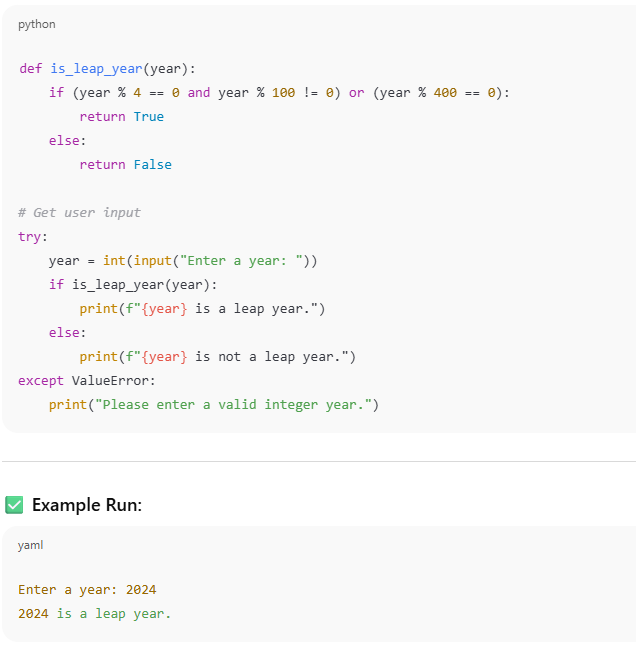 python
def is_leap_year(year):
    if (year % 4 == 0 and year % 100 != 0) or (year % 400 == 0):
        return True
    else:
        return False
# Get user input
try:
    year = int(input("Enter a year: "))
    if is_leap_year(year):
        print(f"{year} is a leap year.")
    else:
        print(f"{year} is not a leap year.")
except ValueError:
    print("Please enter a valid integer year.")
✅ Example Run:
yaml
Enter a year: 2024
2024 is a leap year.